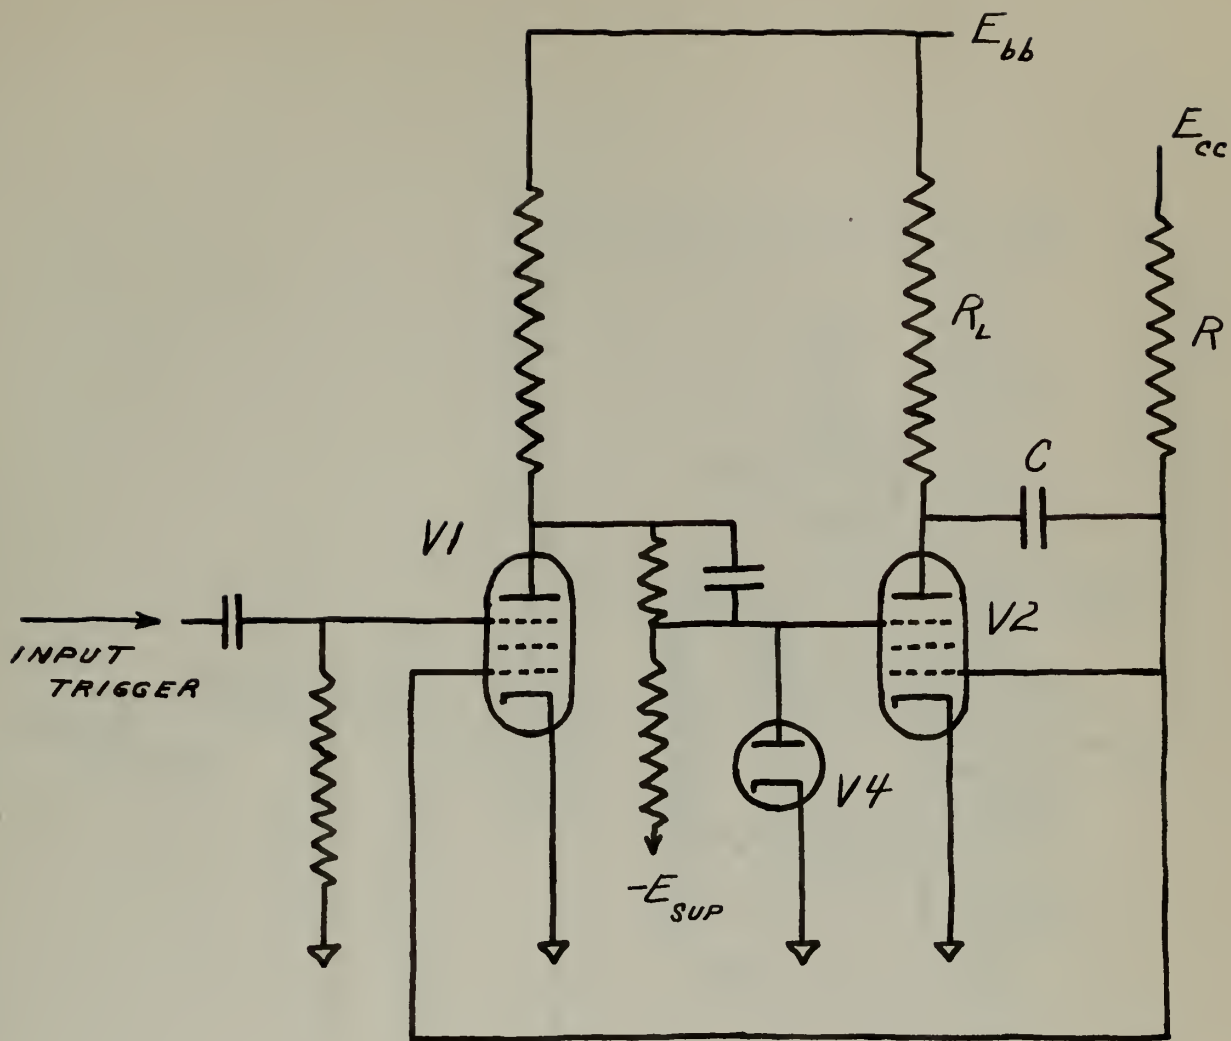 E_bb
E_cc
R_L
R
C
V1
V2
INPUT
TRIGGER
V4
-E_SUP